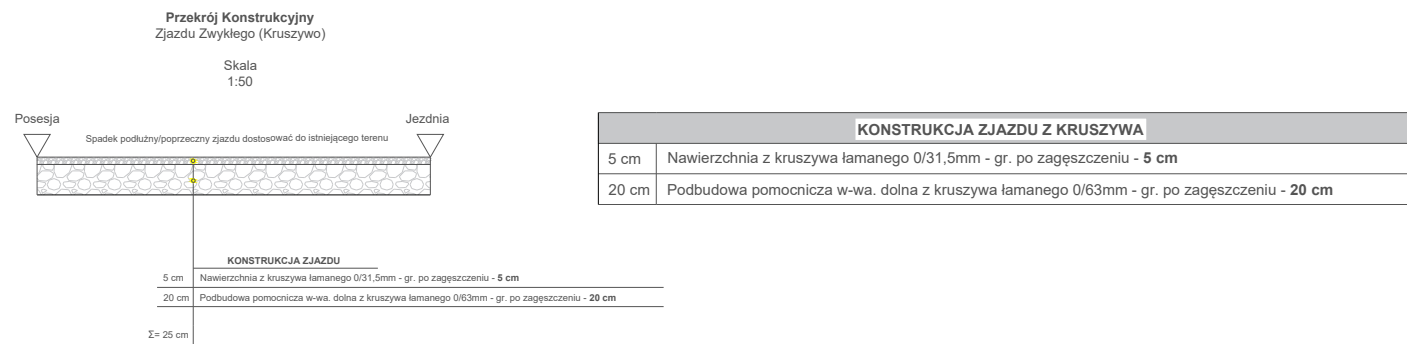 Przekrój Konstrukcyjny
Zjazdu Zwykłego (Kruszywo)
Skala
1:50
Posesja
Jezdnia
Spadek podłużny/poprzeczny zjazdu dostosować do istniejącego terenu
KONSTRUKCJA ZJAZDU
5 cm Nawierzchnia z kruszywa łamanego 0/31,5mm - gr. po zagęszczeniu - 5 cm
20 cm Podbudowa pomocnicza w-wa. dolna z kruszywa łamanego 0/63mm - gr. po zagęszczeniu - 20 cm
Σ= 25 cm
KONSTRUKCJA ZJAZDU Z KRUSZYWA
5 cm Nawierzchnia z kruszywa łamanego 0/31,5mm - gr. po zagęszczeniu - 5 cm
20 cm Podbudowa pomocnicza w-wa. dolna z kruszywa łamanego 0/63mm - gr. po zagęszczeniu - 20 cm